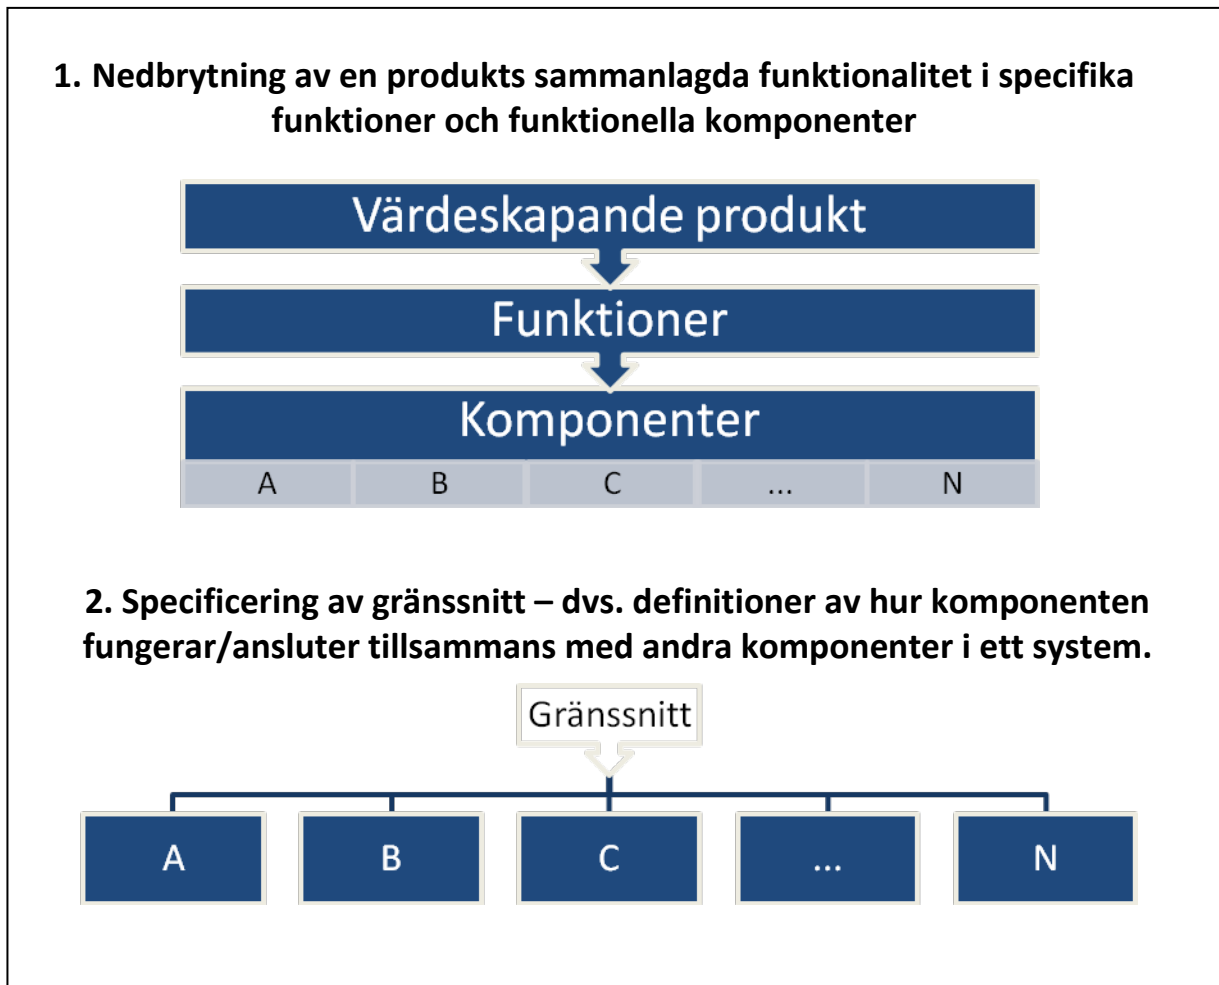 1. Nedbrytning av en produkts sammanlagda funktionalitet i specifika
funktioner och funktionella komponenter
Värdeskapande produkt
Funktioner
Komponenter
A B C ... N
2. Specificering av gränssnitt – dvs. definitioner av hur komponenten
fungerar/ansluter tillsammans med andra komponenter i ett system.
Gränssnitt
A B C ... N